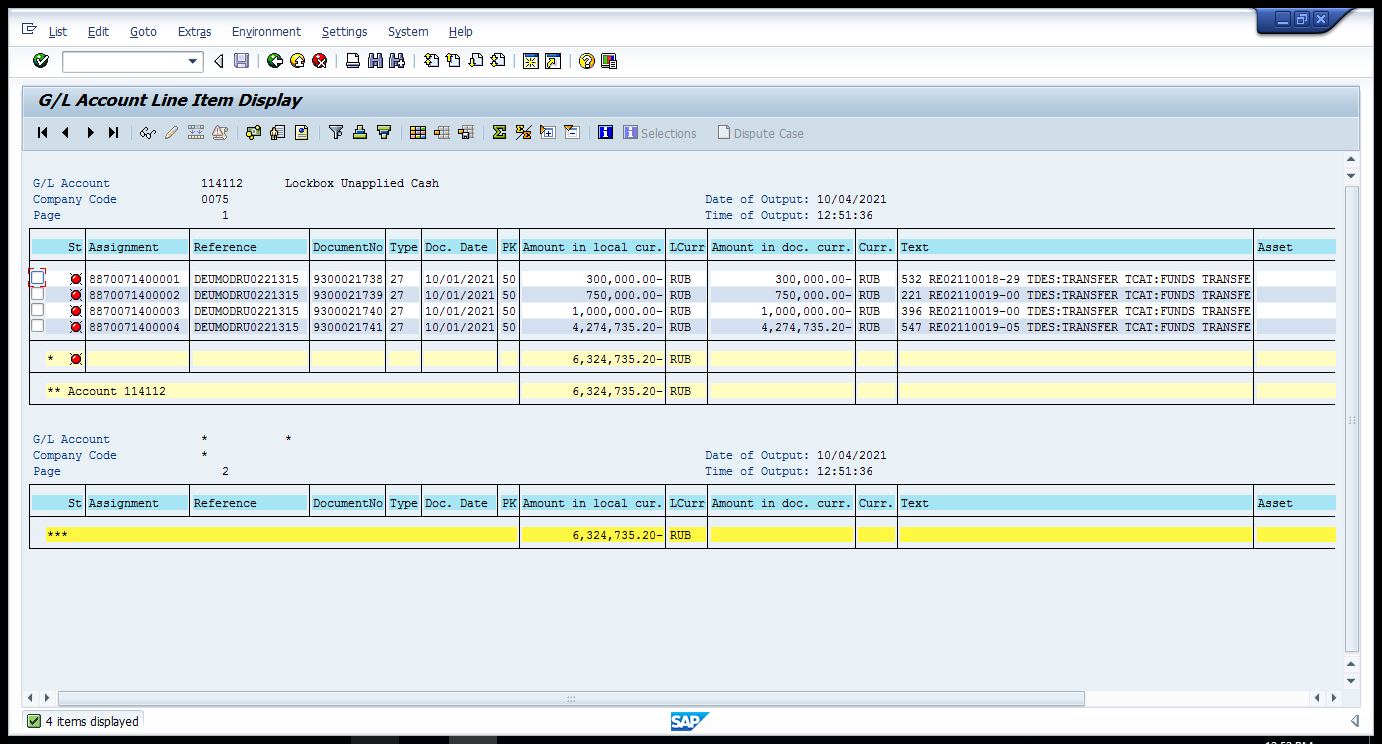 List Edit Goto Extras Environment Settings System Help
G/L Account Line Item Display
Selections Dispute Case
G/L Account 114112 Lockbox Unapplied Cash
Company Code 0075 Date of Output: 10/04/2021
Page 1 Time of Output: 12:51:36
St Assignment Reference DocumentNo Type Doc. Date PK Amount in local cur. LCurr Amount in doc. curr. Curr. Text Asset
8870071400001 DEUMODRU0221315 9300021738 27 10/01/2021 50 300,000.00- RUB 300,000.00- RUB 532 RE02110018-29 TDES:TRANSFER TCAT:FUNDS TRANSFE
8870071400002 DEUMODRU0221315 9300021739 27 10/01/2021 50 750,000.00- RUB 750,000.00- RUB 221 RE02110019-00 TDES:TRANSFER TCAT:FUNDS TRANSFE
8870071400003 DEUMODRU0221315 9300021740 27 10/01/2021 50 1,000,000.00- RUB 1,000,000.00- RUB 396 RE02110019-00 TDES:TRANSFER TCAT:FUNDS TRANSFE
8870071400004 DEUMODRU0221315 9300021741 27 10/01/2021 50 4,274,735.20- RUB 4,274,735.20- RUB 547 RE02110019-05 TDES:TRANSFER TCAT:FUNDS TRANSFE
* 6,324,735.20- RUB
** Account 114112 6,324,735.20- RUB
G/L Account * *
Company Code * Date of Output: 10/04/2021
Page 2 Time of Output: 12:51:36
St Assignment Reference DocumentNo Type Doc. Date PK Amount in local cur. LCurr Amount in doc. curr. Curr. Text Asset
*** 6,324,735.20- RUB
4 items displayed SAP